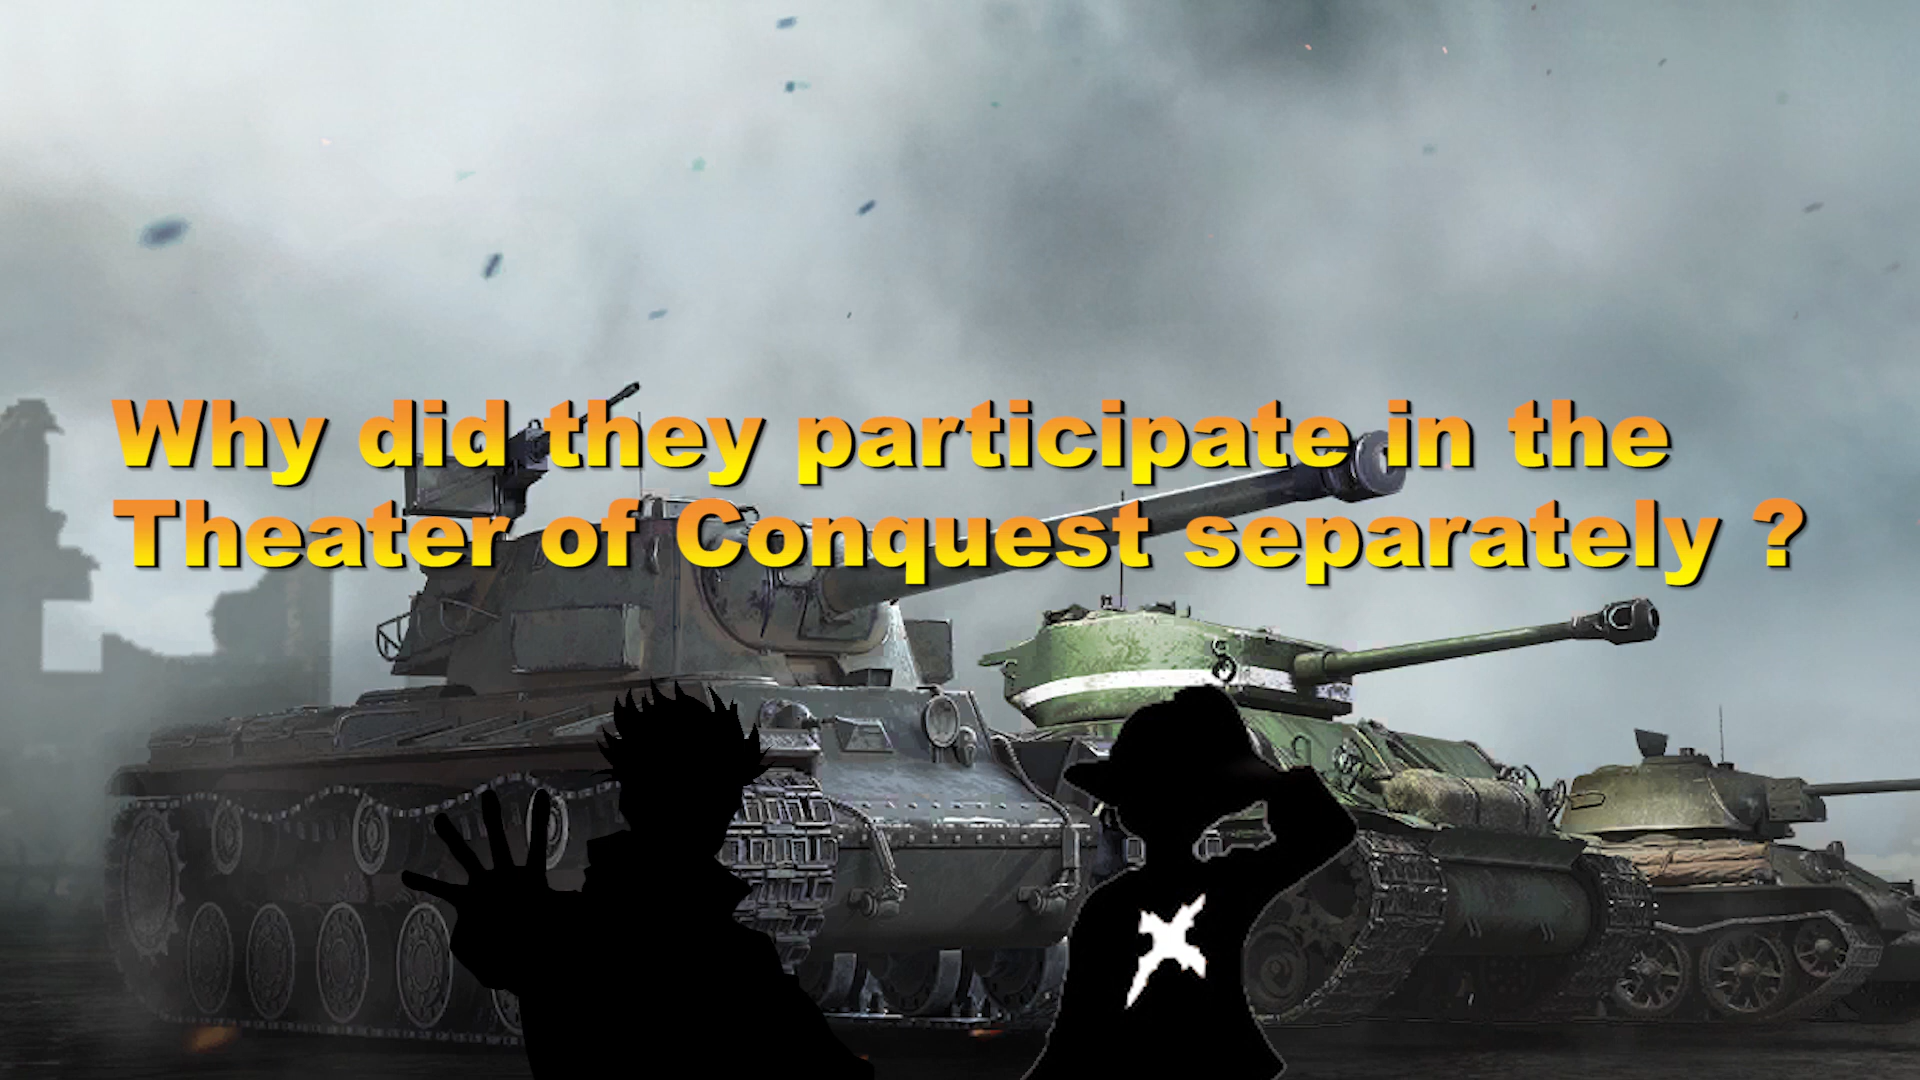 Why did they participate in the
Theater of Conquest separately ?